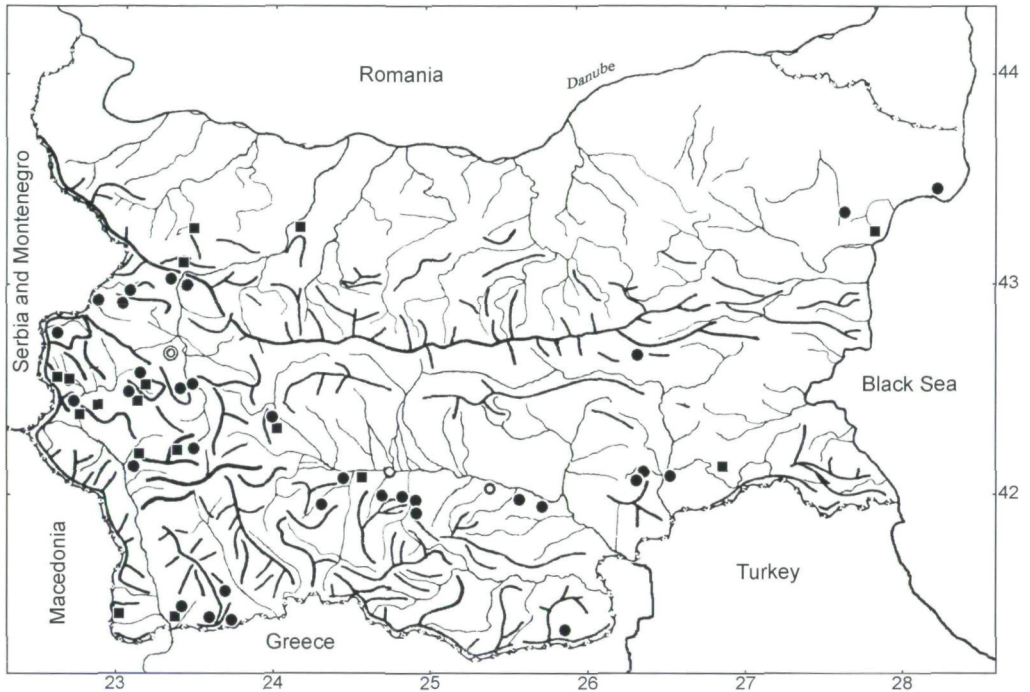 Romania
Danube
44
Serbia and Montenegro
43
Black Sea
42
Macedonia
Turkey
Greece
23 24 25 26 27 28